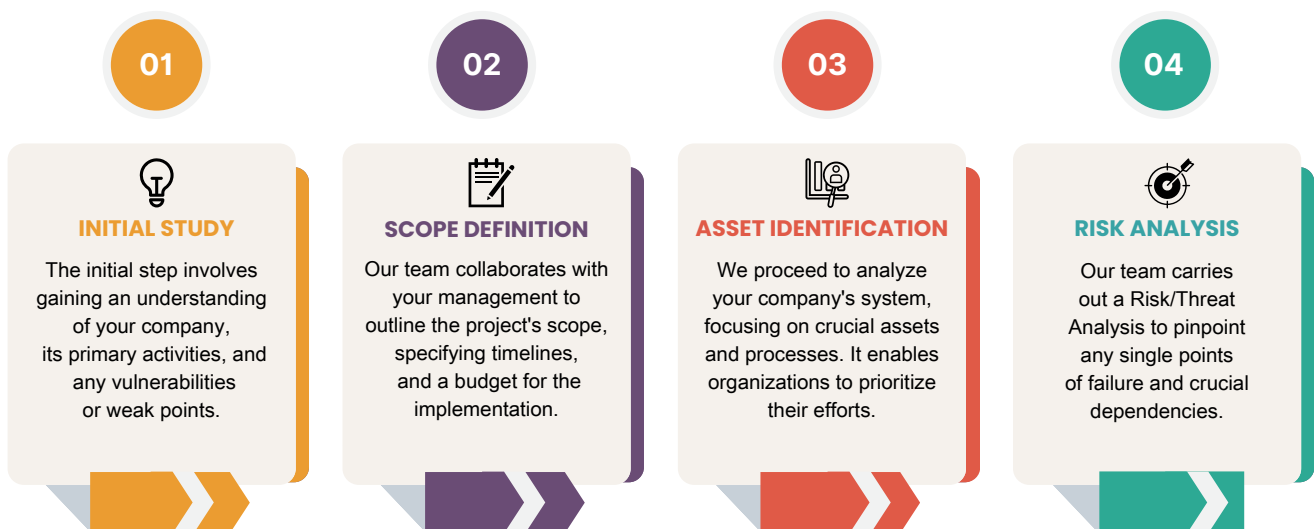 01
INITIAL STUDY
The initial step involves
gaining an understanding
of your company,
its primary activities, and
any vulnerabilities
or weak points.
02
SCOPE DEFINITION
Our team collaborates with
your management to
outline the project's scope,
specifying timelines,
and a budget for the
implementation.
03
ASSET IDENTIFICATION
We proceed to analyze
your company's system,
focusing on crucial assets
and processes. It enables
organizations to prioritize
their efforts.
04
RISK ANALYSIS
Our team carries
out a Risk/Threat
Analysis to pinpoint
any single points
of failure and crucial
dependencies.